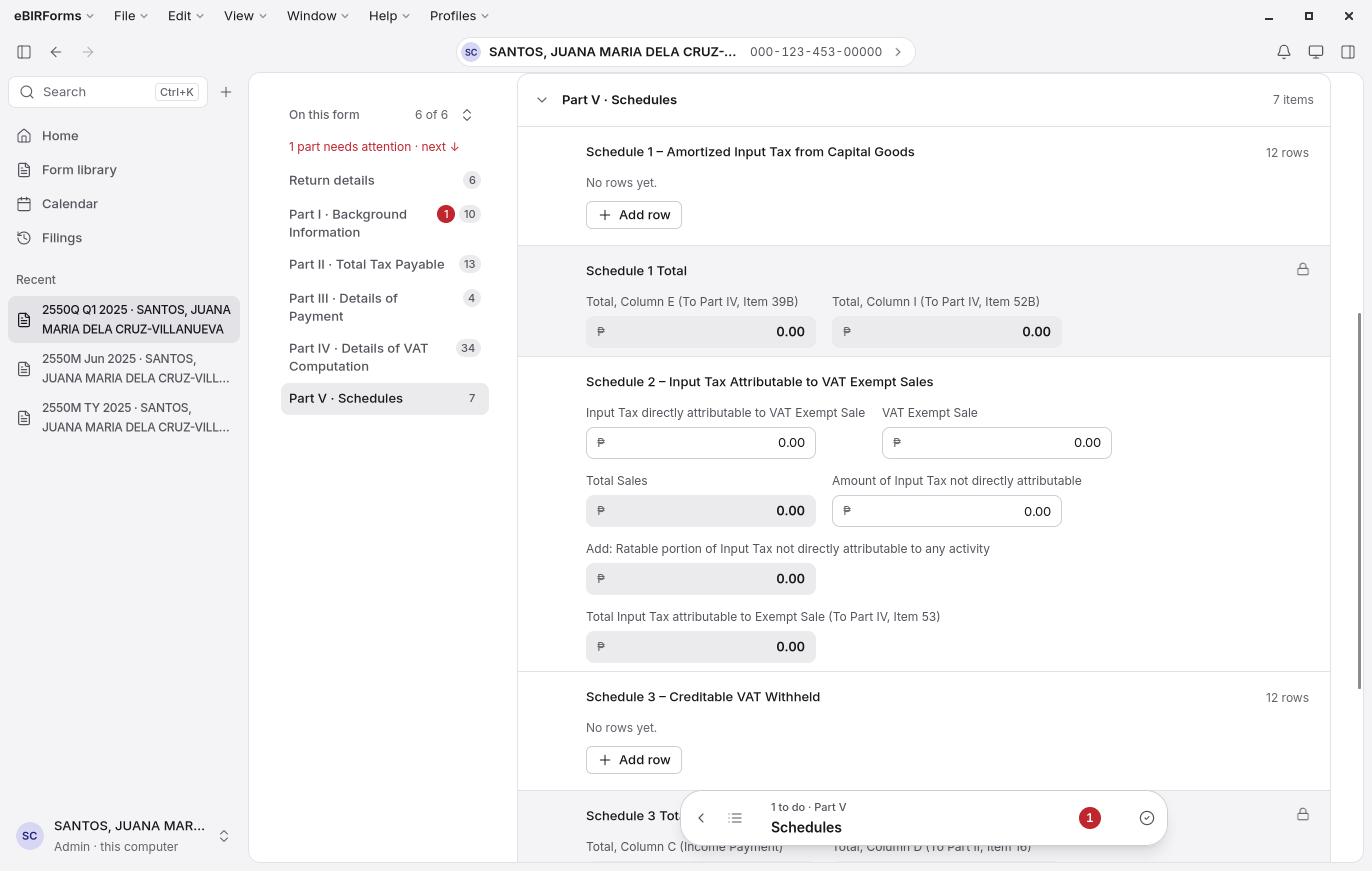 eBIRForms File Edit View Window Help Profiles
SC SANTOS, JUANA MARIA DELA CRUZ-... 000-123-453-00000
Search Ctrl+K
Home
Form library
Calendar
Filings
Recent
2550Q Q1 2025 · SANTOS, JUANA
MARIA DELA CRUZ-VILLANUEVA
2550M Jun 2025 · SANTOS,
JUANA MARIA DELA CRUZ-VILL...
2550M TY 2025 · SANTOS,
JUANA MARIA DELA CRUZ-VILL...
SC SANTOS, JUANA MAR...
Admin · this computer
On this form 6 of 6
1 part needs attention · next ↓
Return details 6
Part I · Background 1 10
Information
Part II · Total Tax Payable 13
Part III · Details of 4
Payment
Part IV · Details of VAT 34
Computation
Part V · Schedules 7
Part V · Schedules 7 items
Schedule 1 – Amortized Input Tax from Capital Goods 12 rows
No rows yet.
Add row
Schedule 1 Total
Total, Column E (To Part IV, Item 39B) Total, Column I (To Part IV, Item 52B)
₱ 0.00 ₱ 0.00
Schedule 2 – Input Tax Attributable to VAT Exempt Sales
Input Tax directly attributable to VAT Exempt Sale VAT Exempt Sale
₱ 0.00 ₱ 0.00
Total Sales Amount of Input Tax not directly attributable
₱ 0.00 ₱ 0.00
Add: Ratable portion of Input Tax not directly attributable to any activity
₱ 0.00
Total Input Tax attributable to Exempt Sale (To Part IV, Item 53)
₱ 0.00
Schedule 3 – Creditable VAT Withheld 12 rows
No rows yet.
Add row
Schedule 3
Total, Column C (Income Payment) Total, Column D (To Part II, Item 16)
1 to do · Part V
Schedules 1